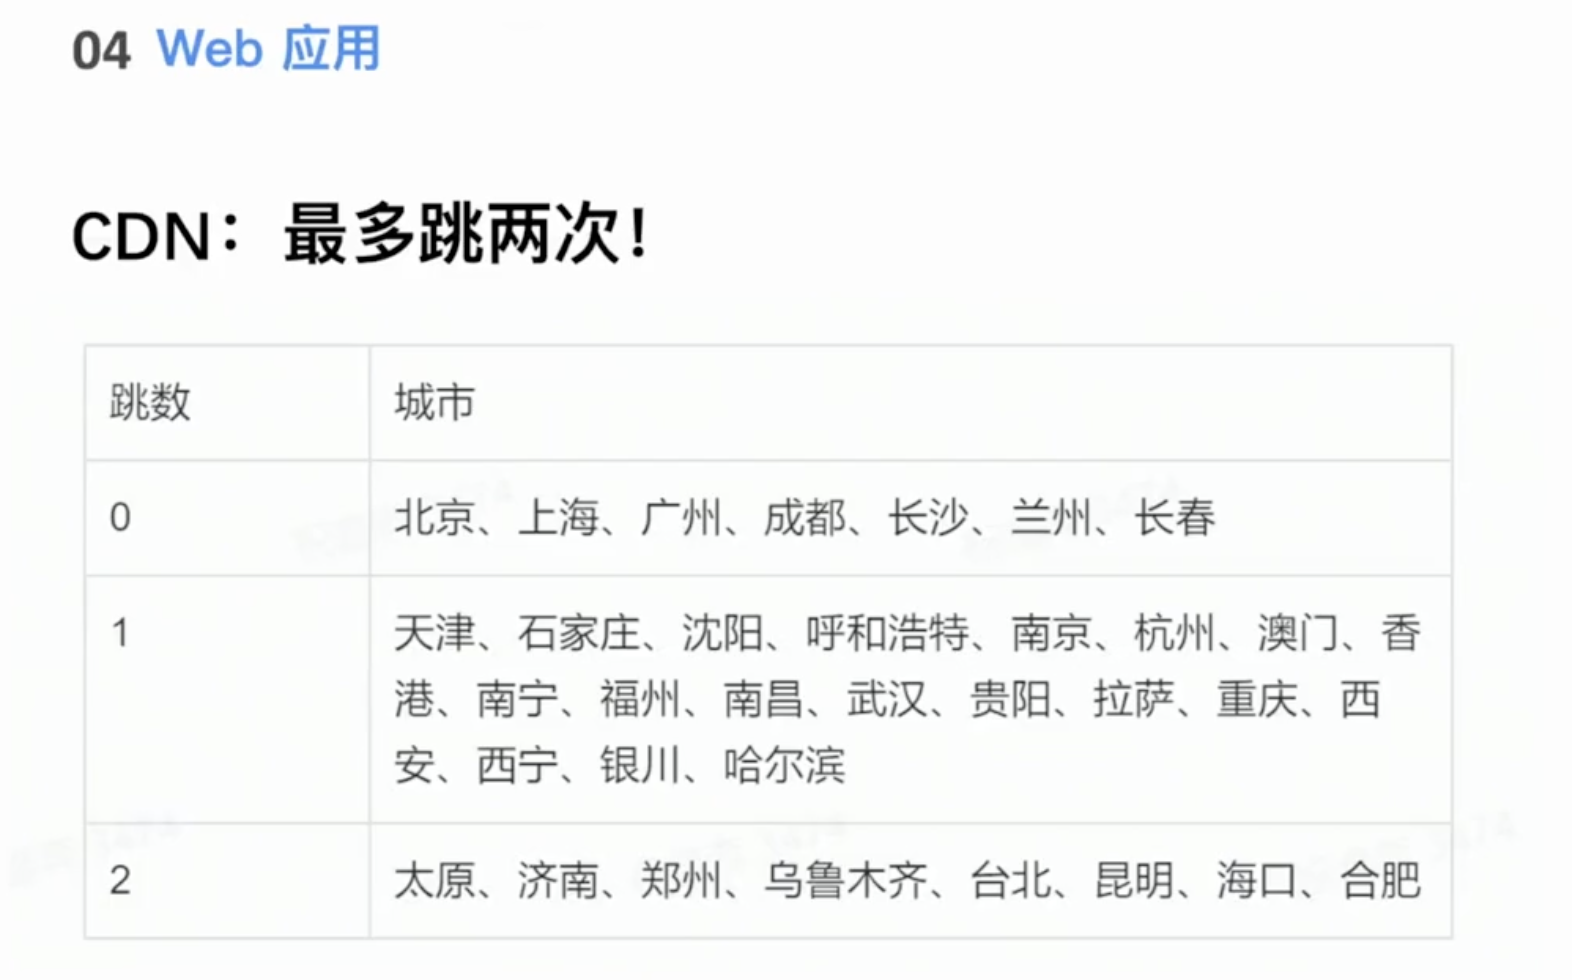 04 Web 应用
CDN：最多跳两次！
跳数 城市
0 北京、上海、广州、成都、长沙、兰州、长春
1 天津、石家庄、沈阳、呼和浩特、南京、杭州、澳门、香
港、南宁、福州、南昌、武汉、贵阳、拉萨、重庆、西
安、西宁、银川、哈尔滨
2 太原、济南、郑州、乌鲁木齐、台北、昆明、海口、合肥